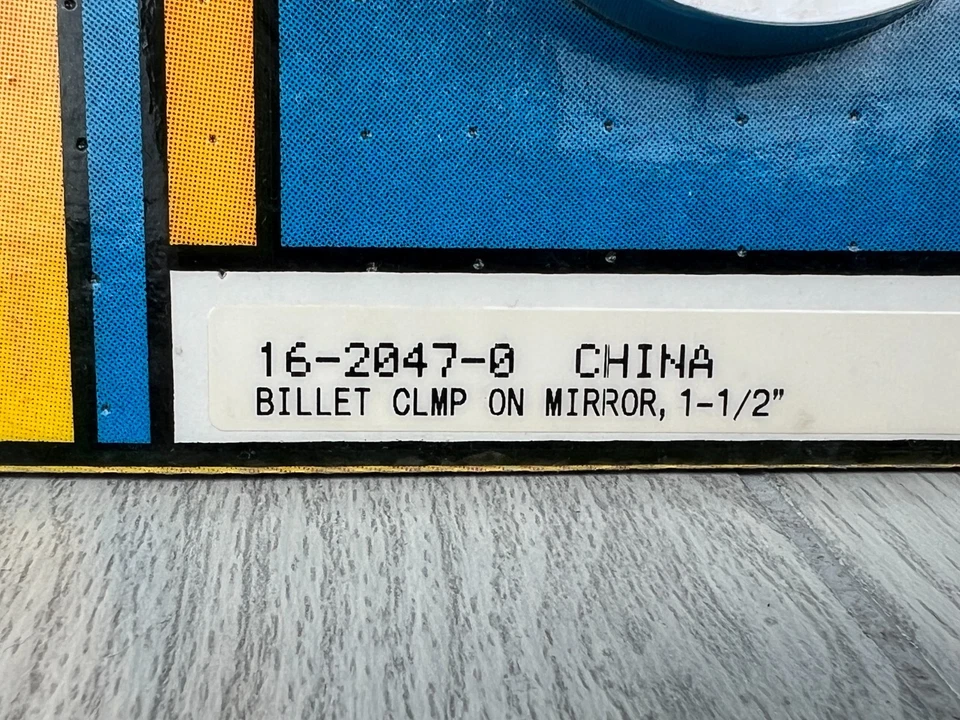 16-2047-0 CHINA
BILLET CLMP ON MIRROR, 1-1/2"